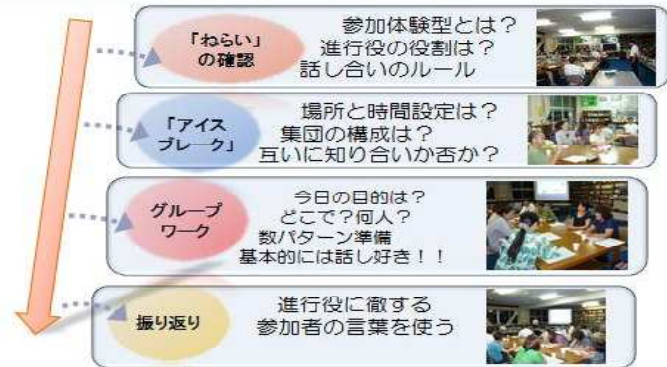 「ねらい」
の確認
参加体験型とは？
進行役の役割は？
話し合いのルール
「アイス
ブレーク」
場所と時間設定は？
集団の構成は？
互いに知り合いか否か？
グループ
ワーク
今日の目的は？
どこで？何人？
数パターン準備
基本的には話し好き！！
振り返り
進行役に徹する
参加者の言葉を使う